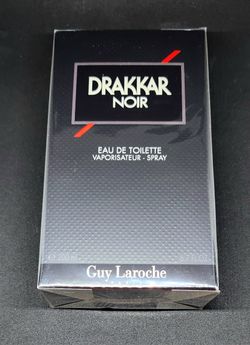 DRAKKAR
NOIR
EAU DE TOILETTE
VAPORISATEUR - SPRAY
Guy Laroche